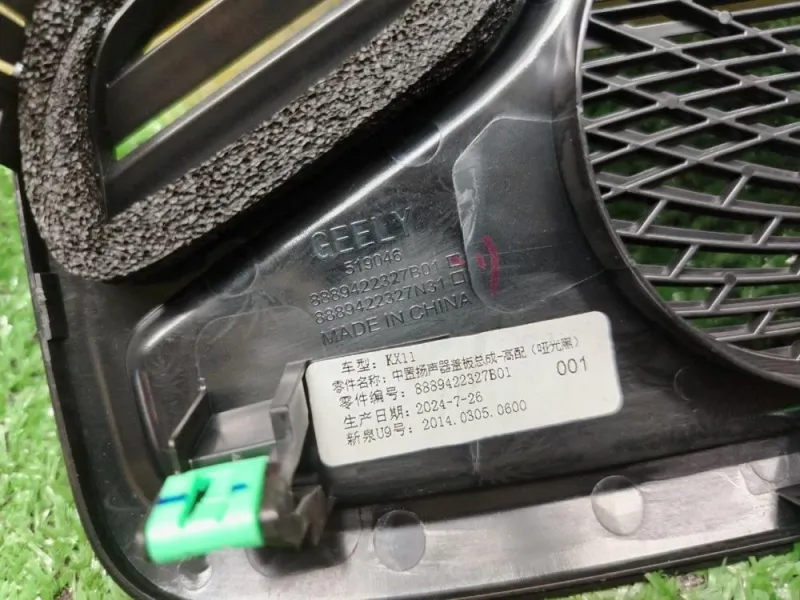 GEELY
519046
8889422327B01
8889422327N31
MADE IN CHINA
车型: KX11
零件名称: 中置扬声器盖板总成-高配 (哑光黑)
零件编号: 8889422327B01
001
生产日期: 2024-7-26
新泉U9号: 2014.0305.0600